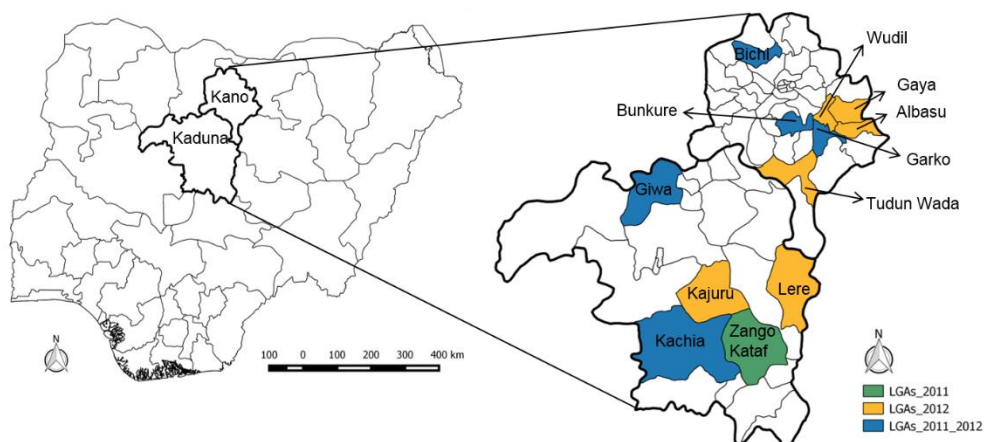 Kano
Kaduna
N
100 0 100 200 300 400 km
Wudil
Bichi
Gaya
Bunkure
Albasu
Garko
Giwa
Tudun Wada
Kajuru
Lere
Kachia
Zango
Kataf
N
LGAs_2011
LGAs_2012
LGAs_2011_2012